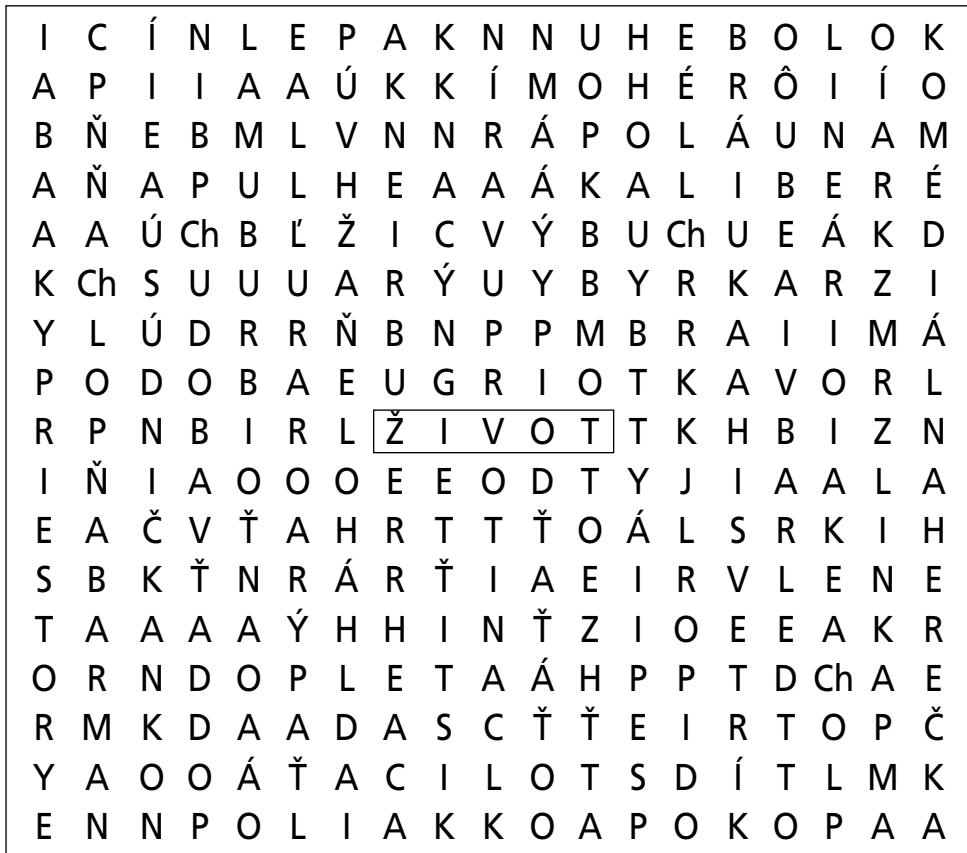 I C Í N L E P A K N N U H E B O L O K
A P I I A A Ú K K Í M O H É R Ô I Í O
B Ň E B M L V N N R Á P O L Á U N A M
A Ň A P U L H E A A Á K A L I B E R É
A A Ú Ch B Ľ Ž I C V Ý B U Ch U E Á K D
K Ch S U U U A R Ý U Y B Y R K A R Z I
Y L Ú D R R Ň B N P P M B R A I I M Á
P O D O B A E U G R I O T K A V O R L
R P N B I R L Ž I V O T T K H B I Z N
I Ň I A O O O E E O D T Y J I A A L A
E A Č V Ť A H R T T Ť O Á L S R K I H
S B K Ť N R Á R Ť I A E I R V L E N E
T A A A A Ý H H I N Ť Z I O E E A K R
O R N D O P L E T A Á H P P T D Ch A E
R M K D A A D A S C Ť Ť E I R T O P Č
Y A O O Á Ť A C I L O T S D Í T L M K
E N N P O L I A K K O A P O K O P A A